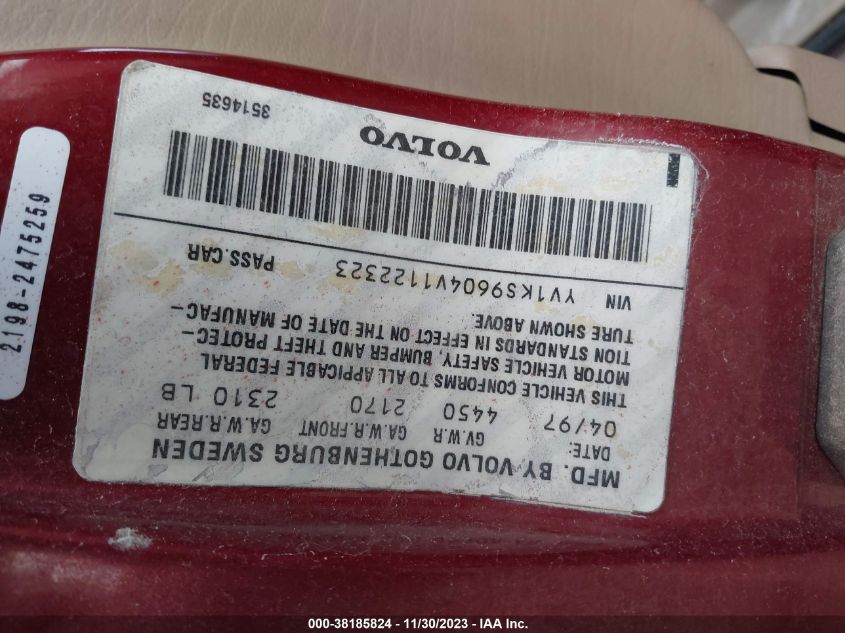 MFD. BY VOLVO GOTHENBURG SWEDEN
DATE: GV.W.R GA.W.R.FRONT GA.W.R.REAR
04/97 4450 2170 2310 LB
THIS VEHICLE CONFORMS TO ALL APPLICABLE FEDERAL
MOTOR VEHICLE SAFETY, BUMPER AND THEFT PROTEC–
TION STANDARDS IN EFFECT ON THE DATE OF MANUFAC–
TURE SHOWN ABOVE.
VIN YV1KS9604V1122323 PASS.CAR
VOLVO 3514635
2198-2475259
000-38185824 – 11/30/2023 – IAA Inc.